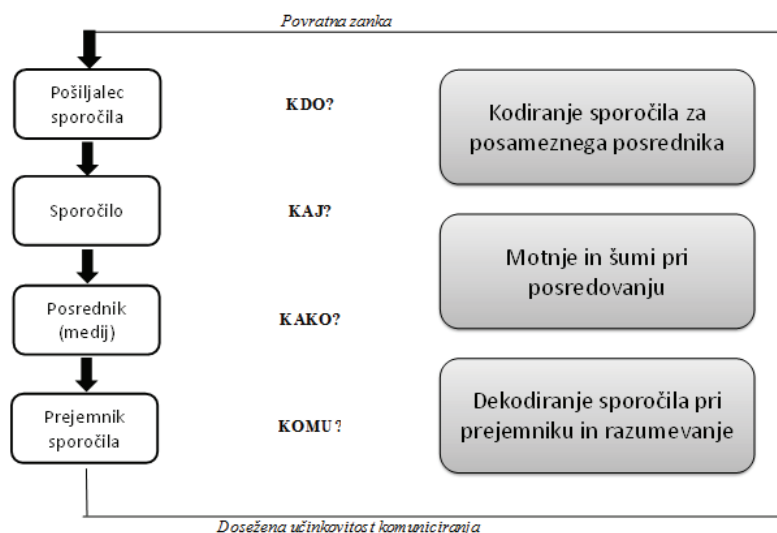 Povratna zanka
Pošiljalec
sporočila
KDO?
Kodiranje sporočila za
posameznega posrednika
Sporočilo
KAJ?
Motnje in šumi pri
posredovanju
Posrednik
(medij)
KAKO?
Prejemnik
sporočila
KOMU?
Dekodiranje sporočila pri
prejemniku in razumevanje
Dosežena učinkovitost komuniciranja